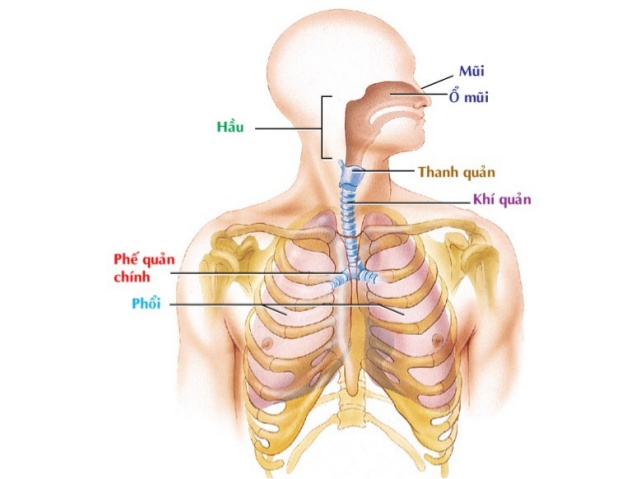 Mũi
Ổ mũi
Hầu
Thanh quản
Khí quản
Phế quản
chính
Phổi